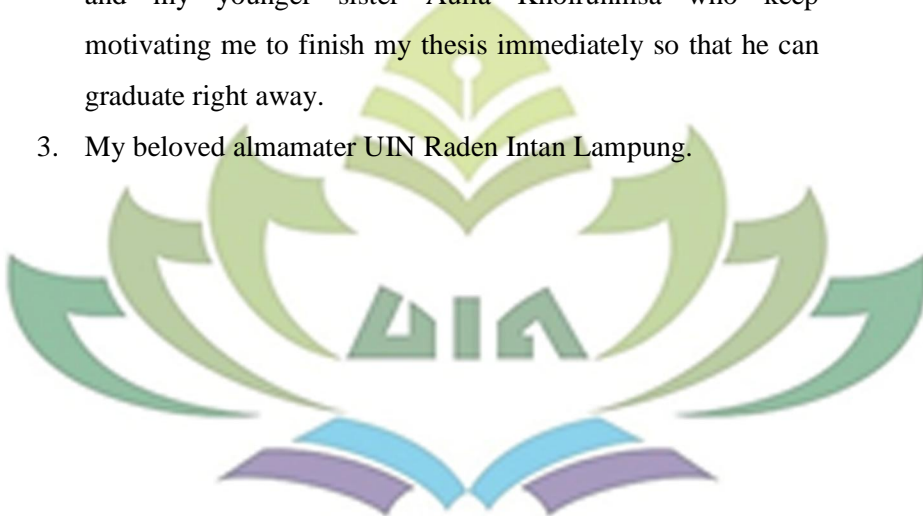 and my younger sister Aulia Khoirunnisa who keep
motivating me to finish my thesis immediately so that he can
graduate right away.
3. My beloved almamater UIN Raden Intan Lampung.
UIN